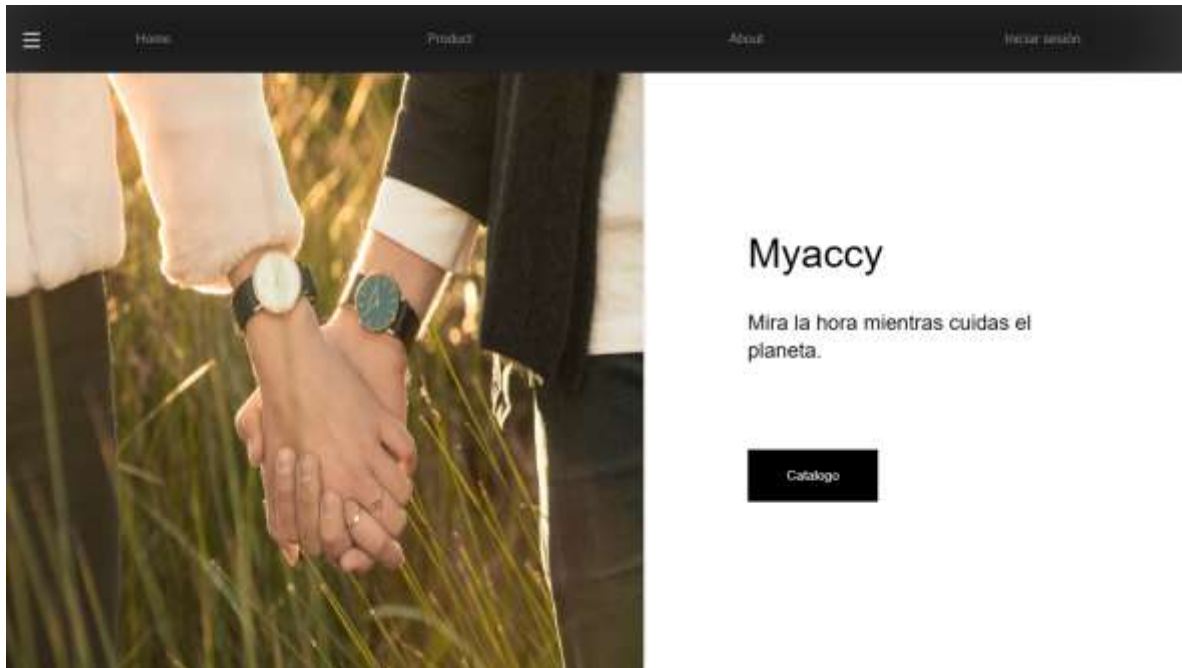 Home
Product
About
Iniciar sesión
Myaccy
Mira la hora mientras cuidas el
planeta.
Catalogo